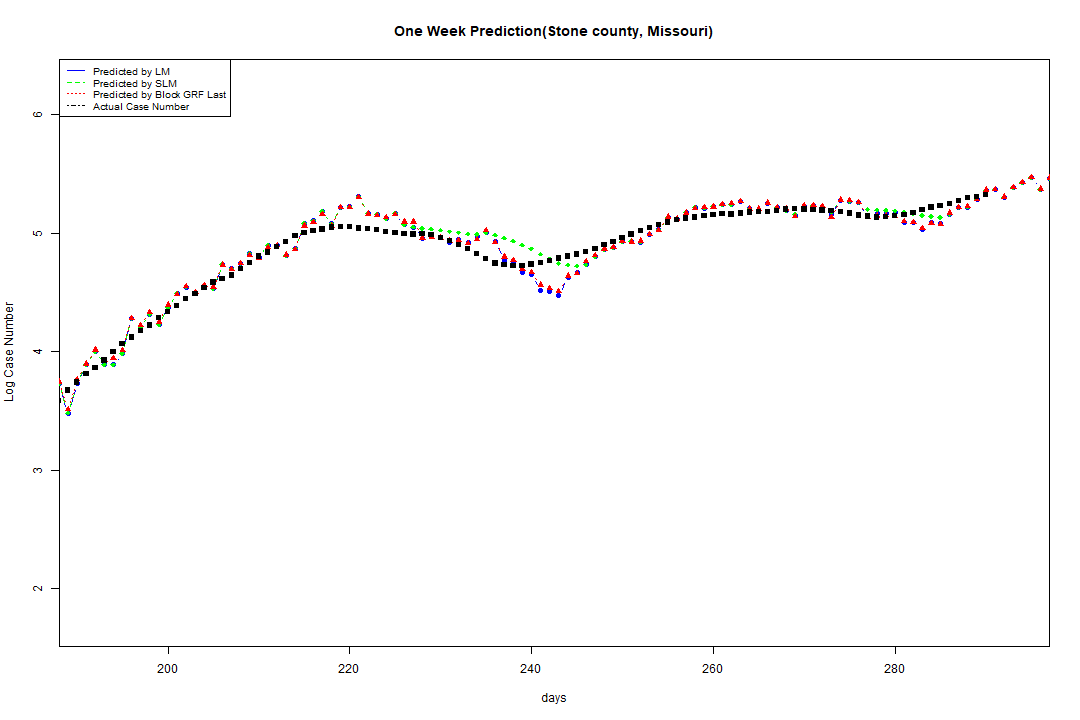 One Week Prediction(Stone county, Missouri)
Predicted by LM
Predicted by SLM
Predicted by Block GRF Last
Actual Case Number
6
5
4
3
2
Log Case Number
200 220 240 260 280
days